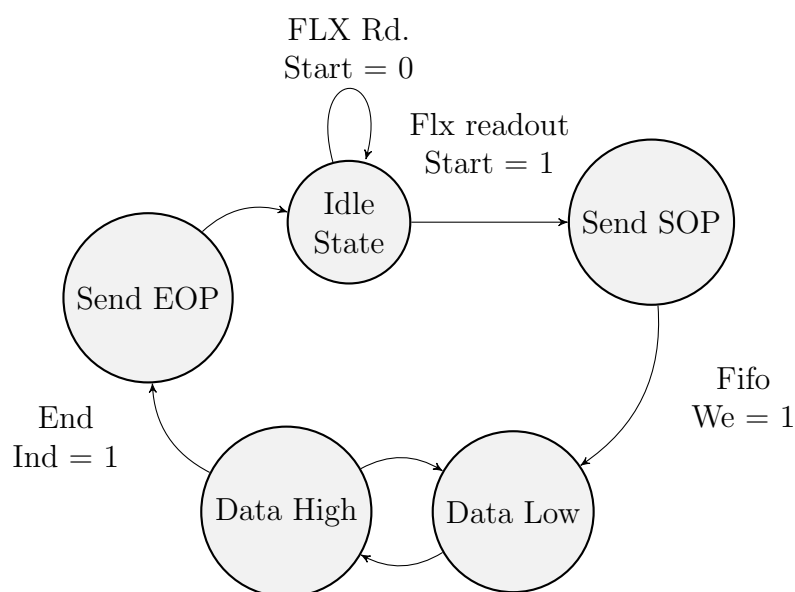 FLX Rd.
Start = 0
Flx readout
Start = 1
Idle
State
Send SOP
Send EOP
Fifo
We = 1
End
Ind = 1
Data High
Data Low